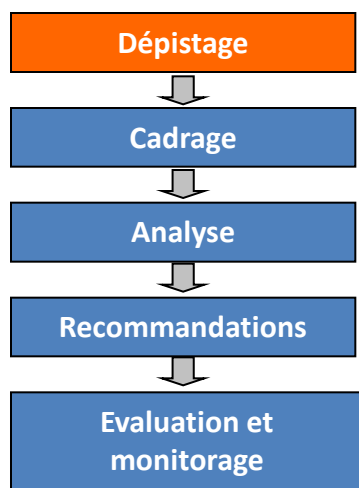 Dépistage
Cadrage
Analyse
Recommandations
Evaluation et
monitorage